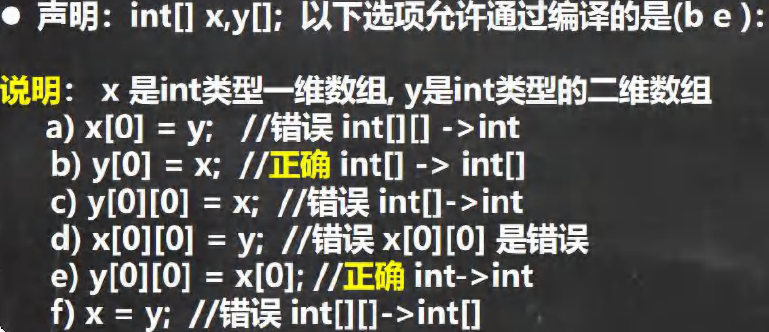 ● 声明：int[] x,y[]; 以下选项允许通过编译的是(b e )：
说明： x 是int类型一维数组, y是int类型的二维数组
a) x[0] = y; //错误 int[][] ->int
b) y[0] = x; //正确 int[] -> int[]
c) y[0][0] = x; //错误 int[]->int
d) x[0][0] = y; //错误 x[0][0] 是错误
e) y[0][0] = x[0]; //正确 int->int
f) x = y; //错误 int[][]->int[]